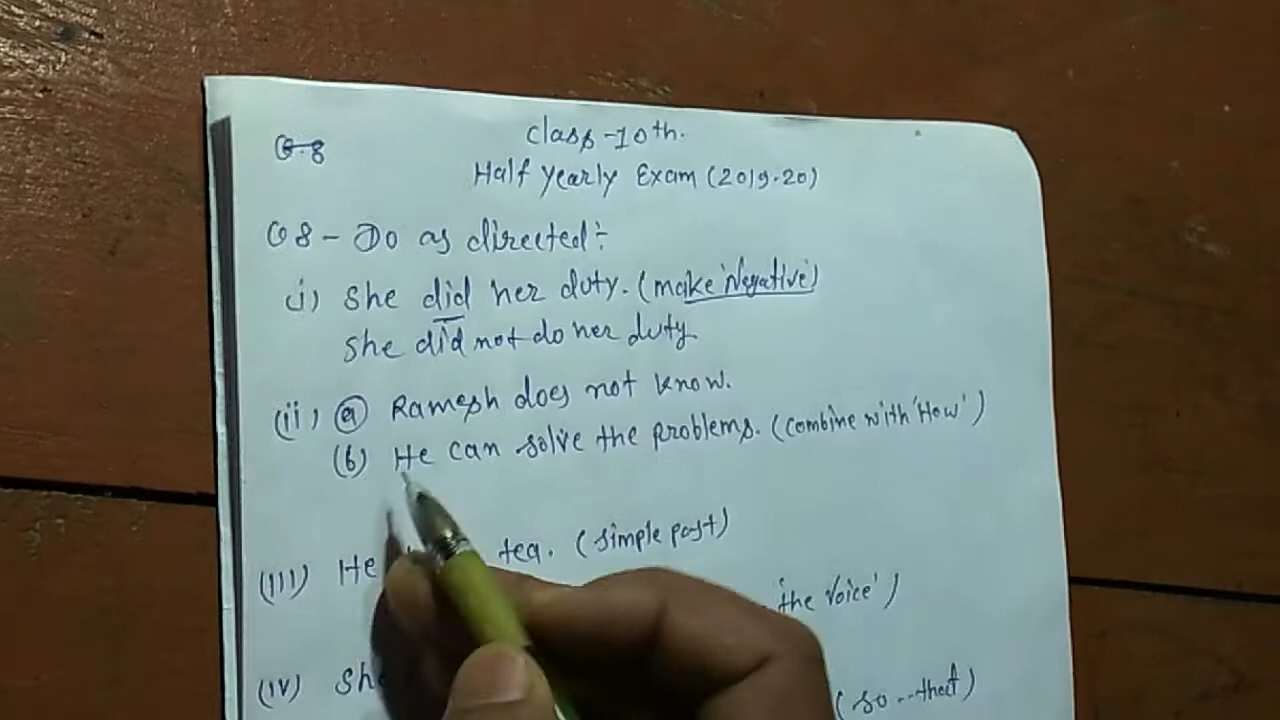 Q.8
Class-10th.
Half Yearly Exam (2019-20)
Q8 - Do as directed÷
(i) She did her duty. (make 'Negative')
She did not do her duty
(ii) (a) Ramesh does not know.
(b) He can solve the problems. (Combine with 'How')
(III) He tea. (Simple past)
the Voice')
(IV) She
(so ... that)